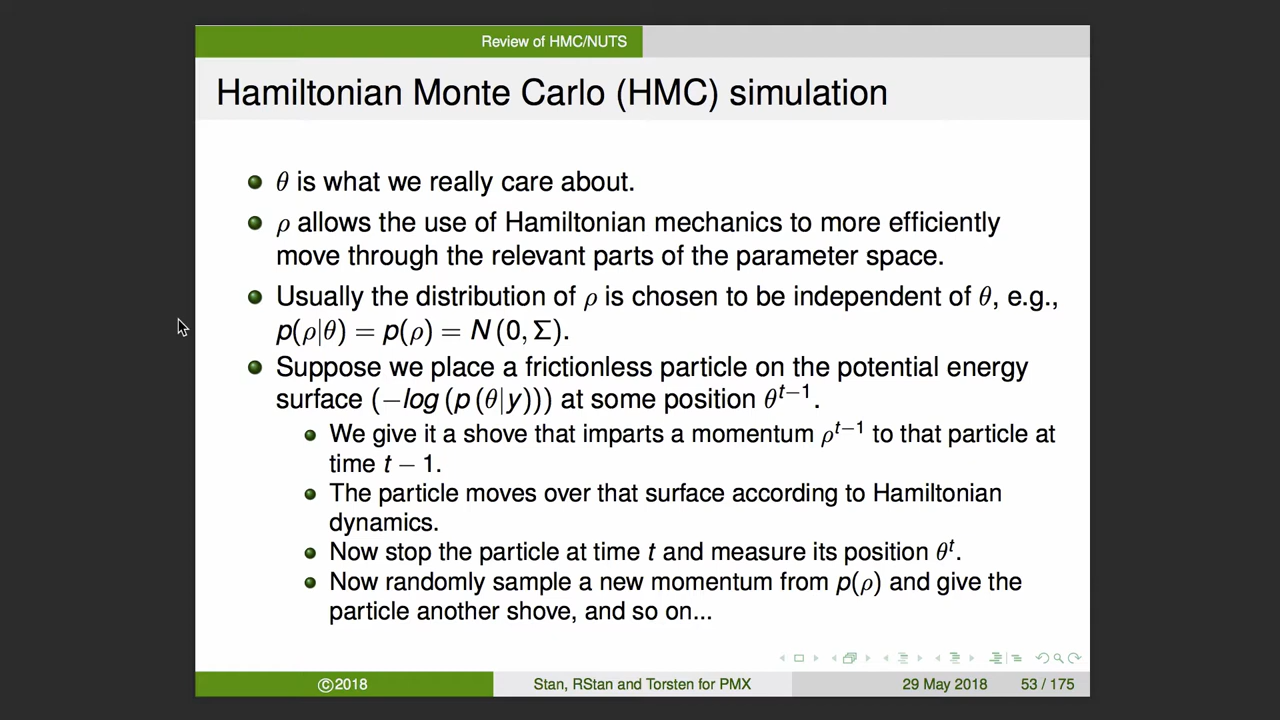 Review of HMC/NUTS
Hamiltonian Monte Carlo (HMC) simulation
θ is what we really care about.
ρ allows the use of Hamiltonian mechanics to more efficiently
move through the relevant parts of the parameter space.
Usually the distribution of ρ is chosen to be independent of θ, e.g.,
p(ρ|θ) = p(ρ) = N (0, Σ).
Suppose we place a frictionless particle on the potential energy
surface (−log (p (θ|y))) at some position θᵗ⁻¹.
We give it a shove that imparts a momentum ρᵗ⁻¹ to that particle at
time t − 1.
The particle moves over that surface according to Hamiltonian
dynamics.
Now stop the particle at time t and measure its position θᵗ.
Now randomly sample a new momentum from p(ρ) and give the
particle another shove, and so on...
©2018 Stan, RStan and Torsten for PMX 29 May 2018 53 / 175